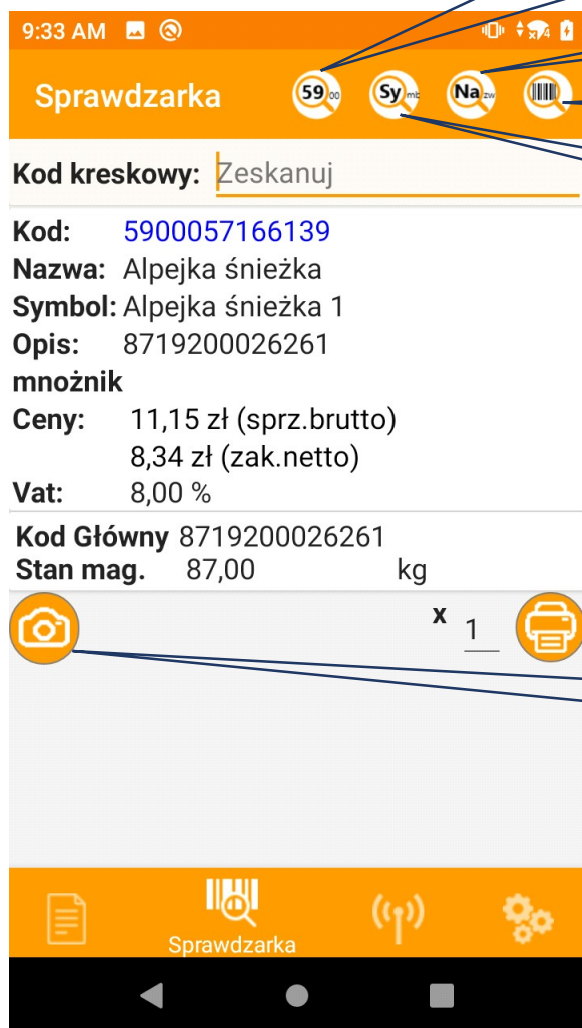 9:33 AM
Sprawdzarka 59 00 Sy mb Na zw
Kod kreskowy: Zeskanuj
Kod: 5900057166139
Nazwa: Alpejka śnieżka
Symbol: Alpejka śnieżka 1
Opis: 8719200026261
mnożnik
Ceny: 11,15 zł (sprz.brutto)
8,34 zł (zak.netto)
Vat: 8,00 %
Kod Główny 8719200026261
Stan mag. 87,00 kg
x 1
Sprawdzarka